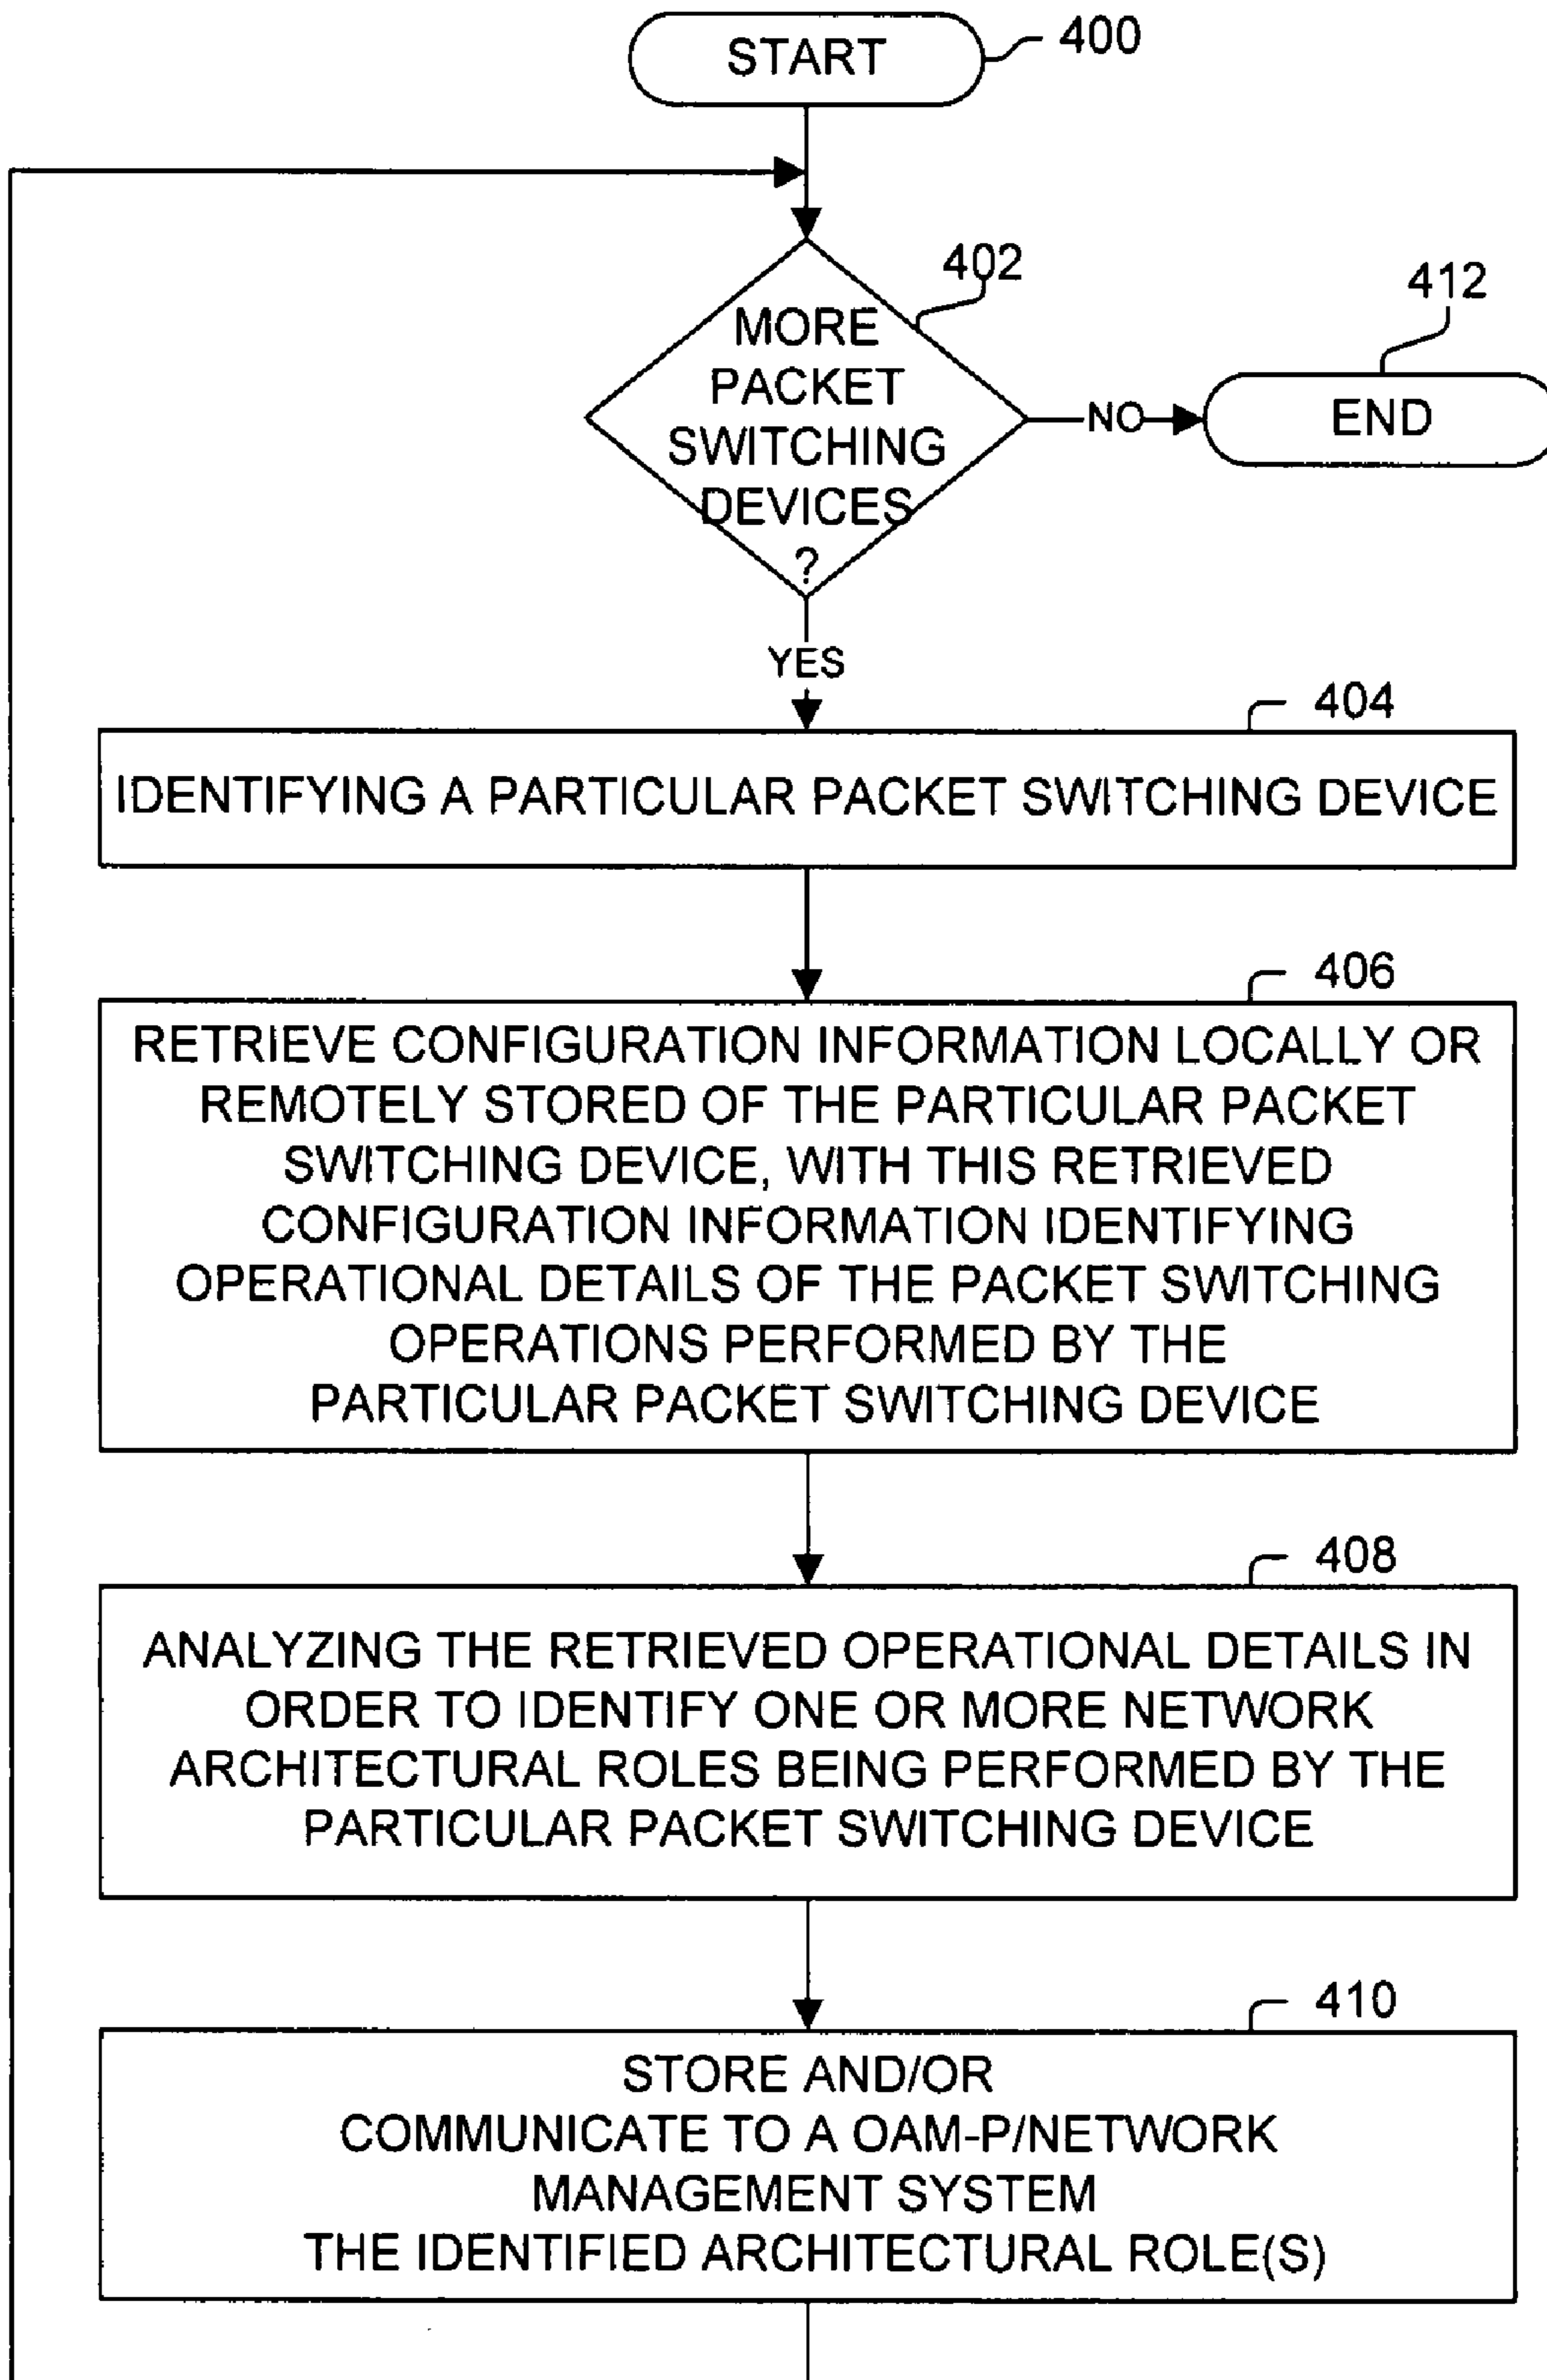 START
400
402
412
MORE
PACKET
SWITCHING
DEVICES
?
NO
END
YES
404
IDENTIFYING A PARTICULAR PACKET SWITCHING DEVICE
406
RETRIEVE CONFIGURATION INFORMATION LOCALLY OR
REMOTELY STORED OF THE PARTICULAR PACKET
SWITCHING DEVICE, WITH THIS RETRIEVED
CONFIGURATION INFORMATION IDENTIFYING
OPERATIONAL DETAILS OF THE PACKET SWITCHING
OPERATIONS PERFORMED BY THE
PARTICULAR PACKET SWITCHING DEVICE
408
ANALYZING THE RETRIEVED OPERATIONAL DETAILS IN
ORDER TO IDENTIFY ONE OR MORE NETWORK
ARCHITECTURAL ROLES BEING PERFORMED BY THE
PARTICULAR PACKET SWITCHING DEVICE
410
STORE AND/OR
COMMUNICATE TO A OAM-P/NETWORK
MANAGEMENT SYSTEM
THE IDENTIFIED ARCHITECTURAL ROLE(S)